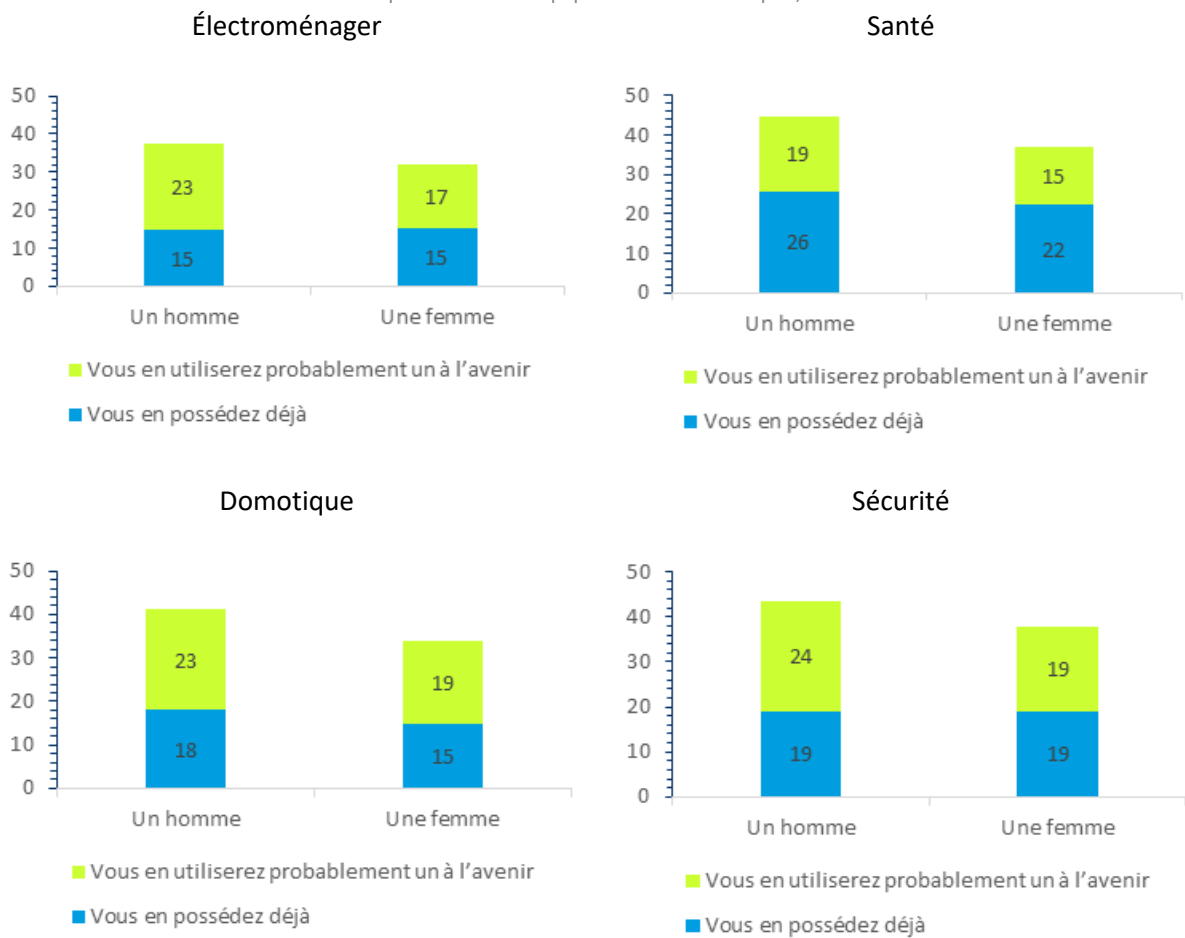 Électroménager
50
40
30
20
10
0
23
17
15
15
Un homme
Une femme
Vous en utiliserez probablement un à l’avenir
Vous en possédez déjà
Santé
50
40
30
20
10
0
19
15
26
22
Un homme
Une femme
Vous en utiliserez probablement un à l’avenir
Vous en possédez déjà
Domotique
50
40
30
20
10
0
23
19
18
15
Un homme
Une femme
Vous en utiliserez probablement un à l’avenir
Vous en possédez déjà
Sécurité
50
40
30
20
10
0
24
19
19
19
Un homme
Une femme
Vous en utiliserez probablement un à l’avenir
Vous en possédez déjà